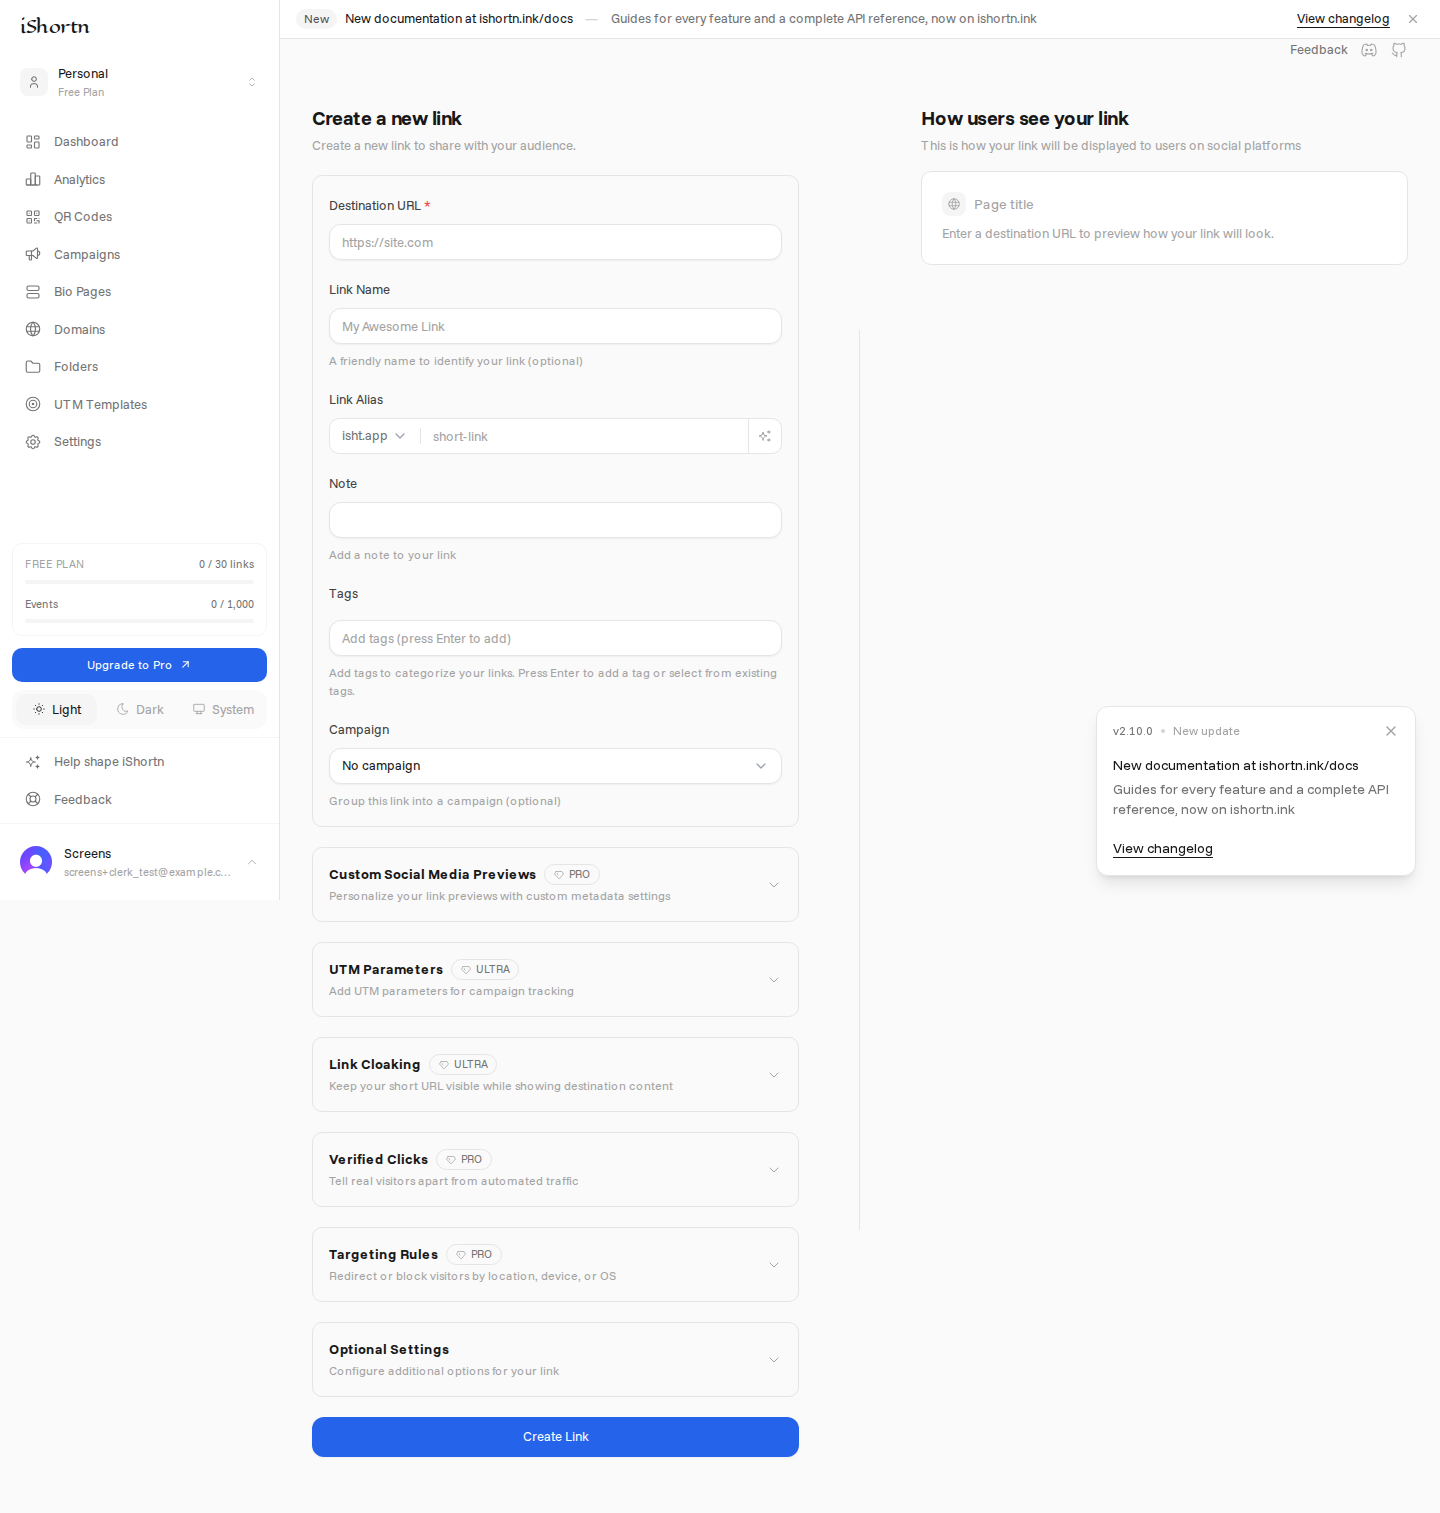 iShortn
Personal
Free Plan
Dashboard
Analytics
QR Codes
Campaigns
Bio Pages
Domains
Folders
UTM Templates
Settings
FREE PLAN 0 / 30 links
Events 0 / 1,000
Upgrade to Pro
Light Dark System
Help shape iShortn
Feedback
Screens
screens+clerk_test@example.c...
New New documentation at ishortn.ink/docs — Guides for every feature and a complete API reference, now on ishortn.ink View changelog
Feedback
Create a new link
Create a new link to share with your audience.
Destination URL *
https://site.com
Link Name
My Awesome Link
A friendly name to identify your link (optional)
Link Alias
isht.app short-link
Note
Add a note to your link
Tags
Add tags (press Enter to add)
Add tags to categorize your links. Press Enter to add a tag or select from existing
tags.
Campaign
No campaign
Group this link into a campaign (optional)
Custom Social Media Previews PRO
Personalize your link previews with custom metadata settings
UTM Parameters ULTRA
Add UTM parameters for campaign tracking
Link Cloaking ULTRA
Keep your short URL visible while showing destination content
Verified Clicks PRO
Tell real visitors apart from automated traffic
Targeting Rules PRO
Redirect or block visitors by location, device, or OS
Optional Settings
Configure additional options for your link
Create Link
How users see your link
This is how your link will be displayed to users on social platforms
Page title
Enter a destination URL to preview how your link will look.
v2.10.0 • New update
New documentation at ishortn.ink/docs
Guides for every feature and a complete API
reference, now on ishortn.ink
View changelog